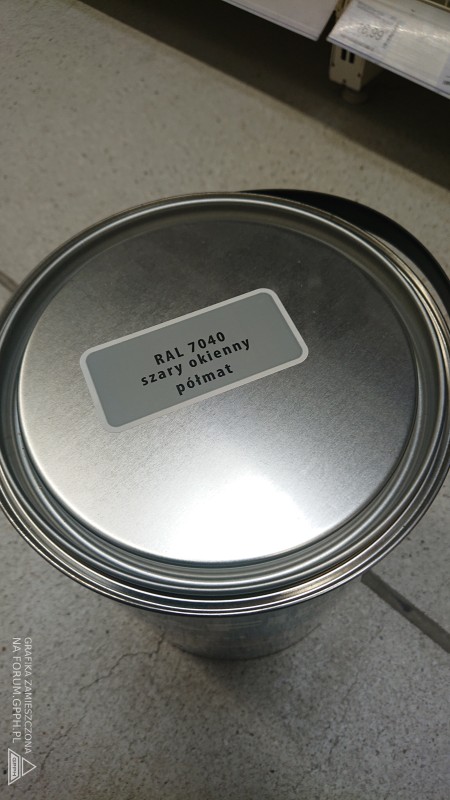 RAL 7040
szary okienny
półmat
GRAFIKA ZAMIESZCZONA
NA FORUM.GPPH.PL